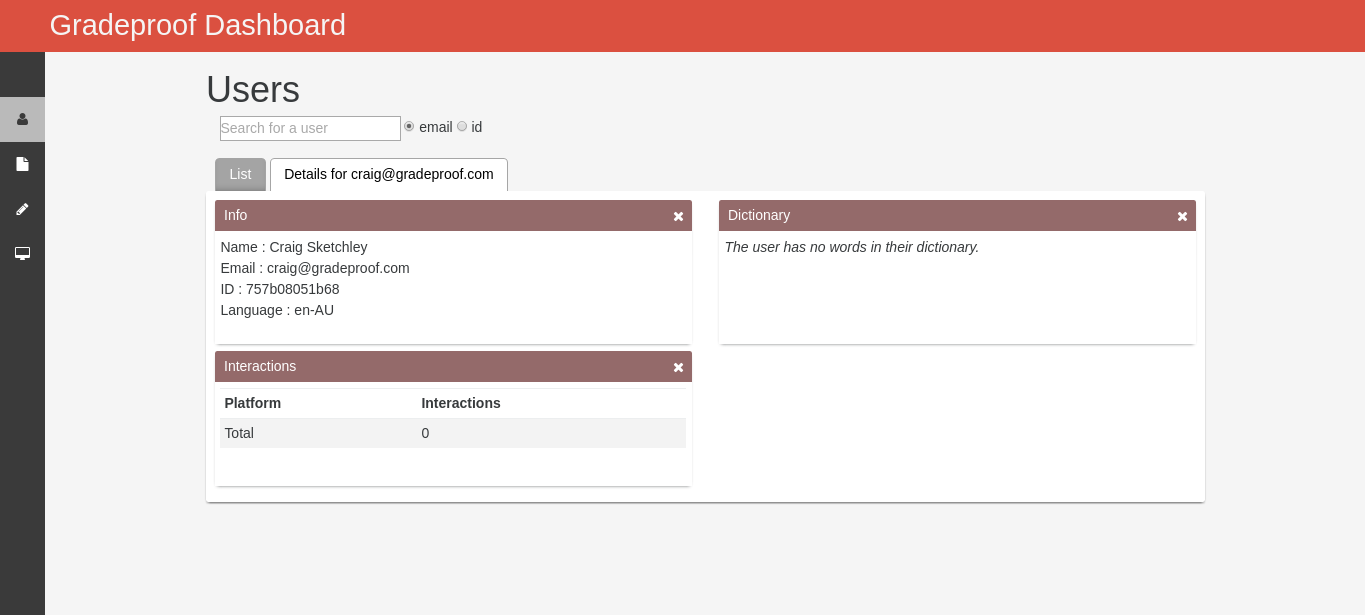 Gradeproof Dashboard
Users
Search for a user email id
List Details for craig@gradeproof.com
Info
Name : Craig Sketchley
Email : craig@gradeproof.com
ID : 757b08051b68
Language : en-AU
Dictionary
The user has no words in their dictionary.
Interactions
Platform Interactions
Total 0